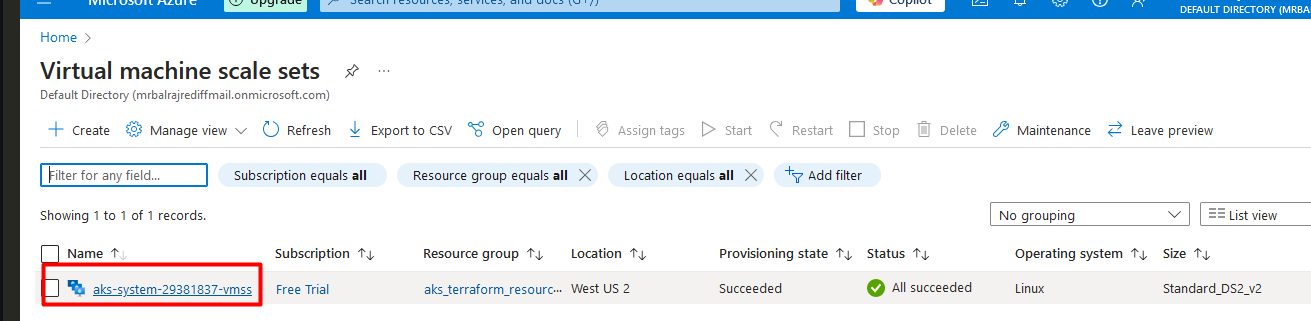 Microsoft Azure Upgrade Search resources, services, and docs (G+/) Copilot
DEFAULT DIRECTORY (MRBAL
Home >
Virtual machine scale sets ...
Default Directory (mrbalrajrediffmail.onmicrosoft.com)
+ Create Manage view Refresh Export to CSV Open query Assign tags Start Restart Stop Delete Maintenance Leave preview
Filter for any field... Subscription equals all Resource group equals all Location equals all Add filter
Showing 1 to 1 of 1 records. No grouping List view
Name ↑↓ Subscription ↑↓ Resource group ↑↓ Location ↑↓ Provisioning state ↑↓ Status ↑↓ Operating system ↑↓ Size ↑↓
aks-system-29381837-vmss Free Trial aks_terraform_resourc... West US 2 Succeeded All succeeded Linux Standard_DS2_v2